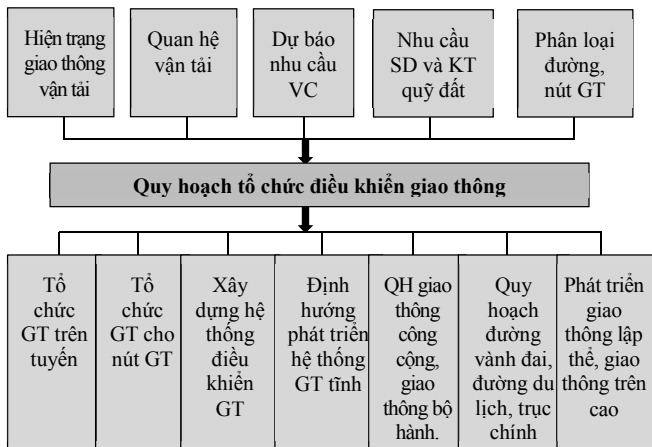 Hiện trạng
giao thông
vận tải
Quan hệ
vận tải
Dự báo
nhu cầu
VC
Nhu cầu
SD và KT
quỹ đất
Phân loại
đường,
nút GT
Quy hoạch tổ chức điều khiển giao thông
Tổ
chức
GT trên
tuyến
Tổ
chức
GT cho
nút GT
Xây
dựng hệ
thống
điều
khiển
GT
Định
hướng
phát triển
hệ thống
GT tĩnh
QH giao
thông
công
cộng,
giao
thông bộ
hành.
Quy
hoạch
đường
vành đai,
đường du
lịch, trục
chính
Phát triển
giao
thông lập
thể, giao
thông trên
cao